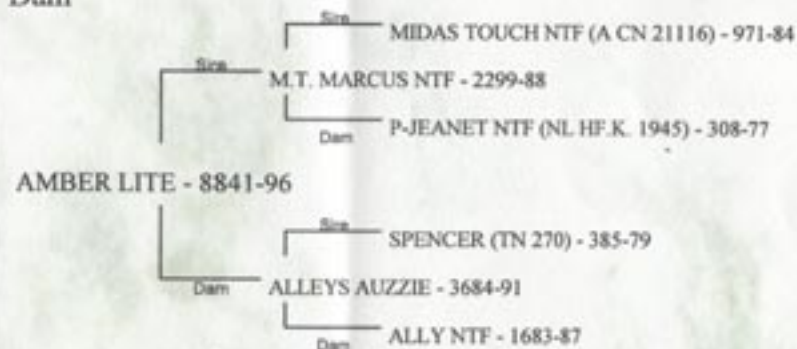 Dam
Sire
MIDAS TOUCH NTF (A CN 21116) - 971-84
Sire
M.T. MARCUS NTF - 2299-88
Dam
P-JEANET NTF (NL HF.K. 1945) - 308-77
AMBER LITE - 8841-96
Sire
SPENCER (TN 270) - 385-79
Dam
ALLEYS AUZZIE - 3684-91
Dam
ALLY NTF - 1683-87